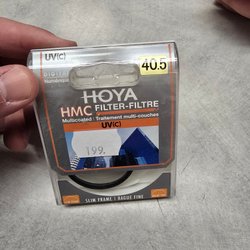 UV(C)
40.5
HOYA
HMC FILTER-FILTRE
Multicoated / Traitement multi-couches
UV(C)
199.
SLIM FRAME | BAGUE FINE